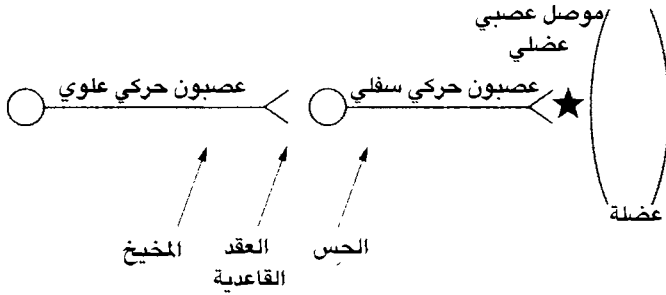 موصل عصبي
عضلي
عصبون حركي سفلي
عصبون حركي علوي
عضلة
الحس
العقد
القاعدية
المخيخ